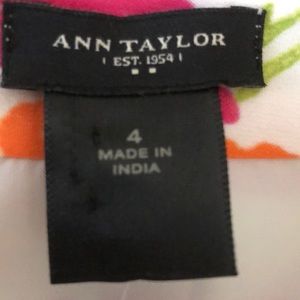 ANN TAYLOR
EST. 1954
4
MADE IN
INDIA